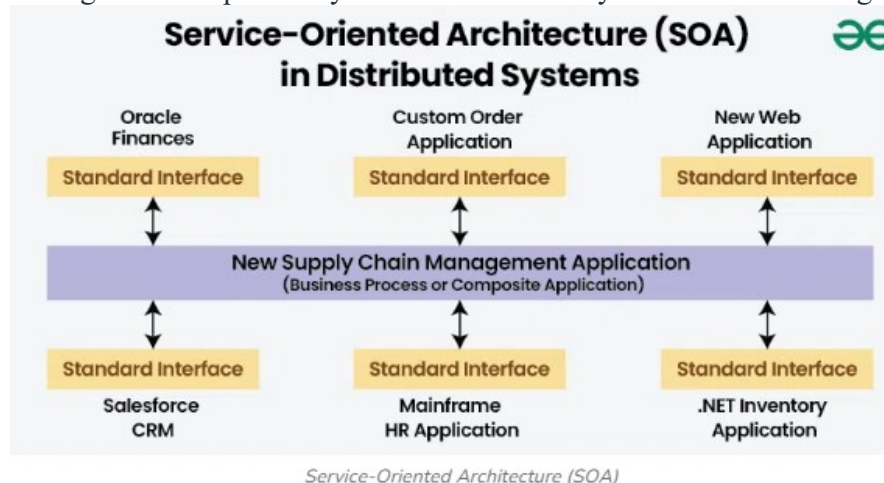 Service-Oriented Architecture (SOA)
in Distributed Systems
Oracle
Finances
Custom Order
Application
New Web
Application
Standard Interface
Standard Interface
Standard Interface
New Supply Chain Management Application
(Business Process or Composite Application)
Standard Interface
Standard Interface
Standard Interface
Salesforce
CRM
Mainframe
HR Application
.NET Inventory
Application
Service-Oriented Architecture (SOA)